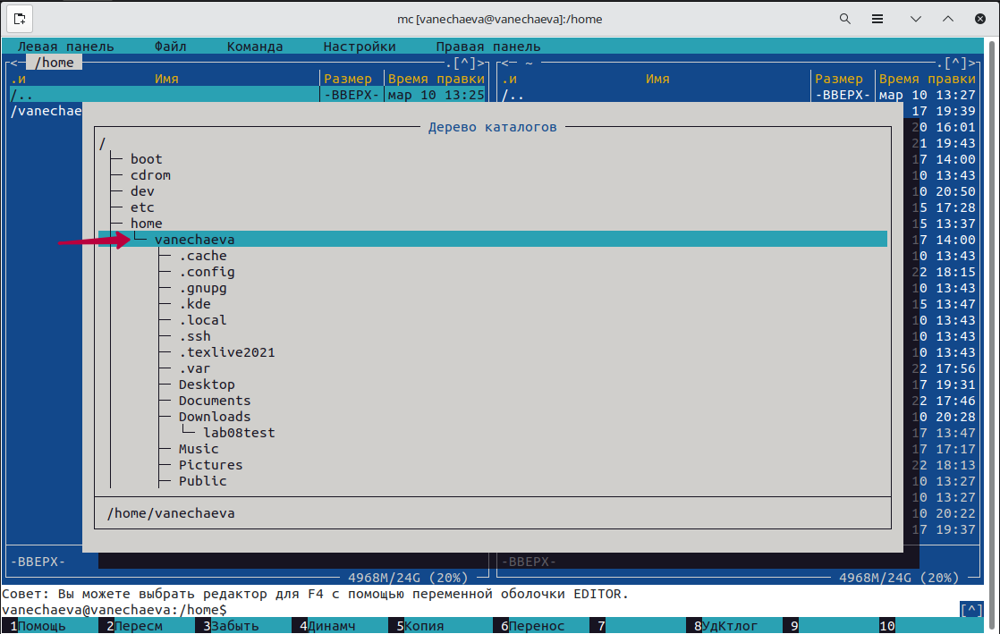 mc [vanechaeva@vanechaeva]:/home
Левая панель Файл Команда Настройки Правая панель
<─ /home .[^]> <─ ~ .[^]>
.и Имя Размер Время правки .и Имя Размер Время правки
/.. -ВВЕРХ- мар 10 13:25 /.. -ВВЕРХ- мар 10 13:27
/vanechae 17 19:39
Дерево каталогов 20 16:01
/ 21 19:43
boot 17 14:00
cdrom 10 13:43
dev 10 20:50
etc 15 17:28
home 15 13:37
vanechaeva 17 14:00
.cache 10 13:43
.config 22 18:15
.gnupg 10 13:43
.kde 15 13:47
.local 10 13:43
.ssh 10 13:43
.texlive2021 10 13:43
.var 22 17:56
Desktop 17 19:31
Documents 22 17:46
Downloads 10 20:28
lab08test 17 13:47
Music 17 17:17
Pictures 22 18:13
Public 10 13:27
10 13:27
/home/vanechaeva 10 20:22
17 19:37
-ВВЕРХ- -ВВЕРХ-
4968M/24G (20%) 4968M/24G (20%)
Совет: Вы можете выбрать редактор для F4 с помощью переменной оболочки EDITOR.
vanechaeva@vanechaeva:/home$ [^]
1Помощь 2Пересм 3Забыть 4Динамч 5Копия 6Перенос 7 8УдКтлог 9 10